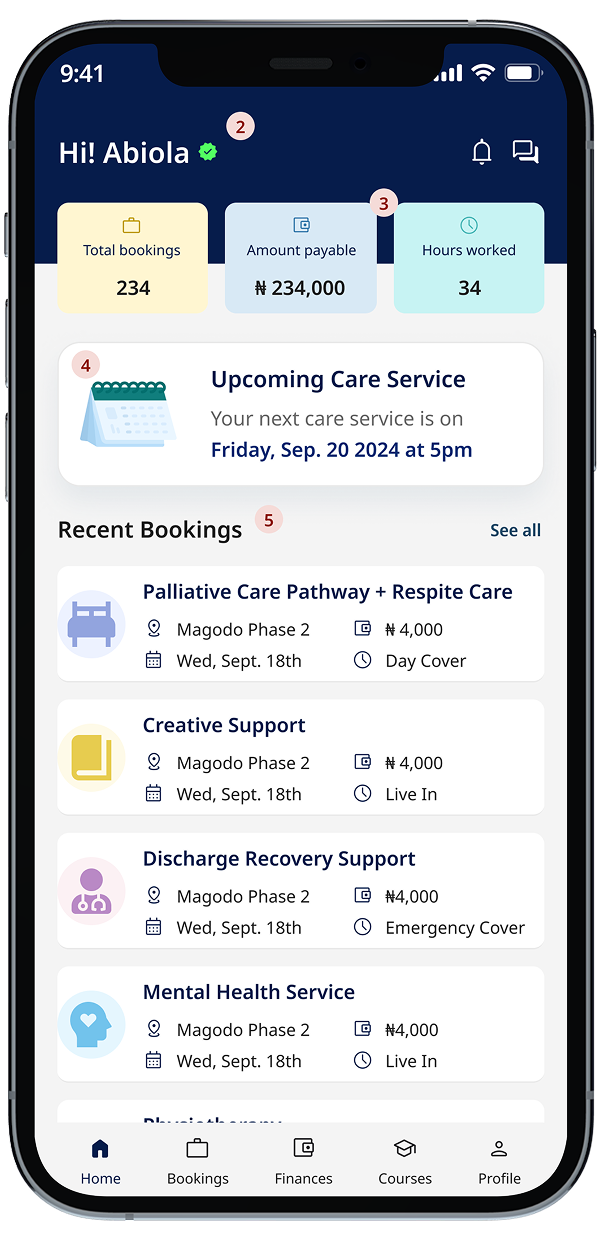 9:41
2
Hi! Abiola
3
Total bookings
Amount payable
Hours worked
234
₦ 234,000
34
4
Upcoming Care Service
Your next care service is on
Friday, Sep. 20 2024 at 5pm
Recent Bookings
5
See all
Palliative Care Pathway + Respite Care
Magodo Phase 2
₦ 4,000
Wed, Sept. 18th
Day Cover
Creative Support
Magodo Phase 2
₦ 4,000
Wed, Sept. 18th
Live In
Discharge Recovery Support
Magodo Phase 2
₦4,000
Wed, Sept. 18th
Emergency Cover
Mental Health Service
Magodo Phase 2
₦4,000
Wed, Sept. 18th
Live In
Physiotherapy
Home
Bookings
Finances
Courses
Profile